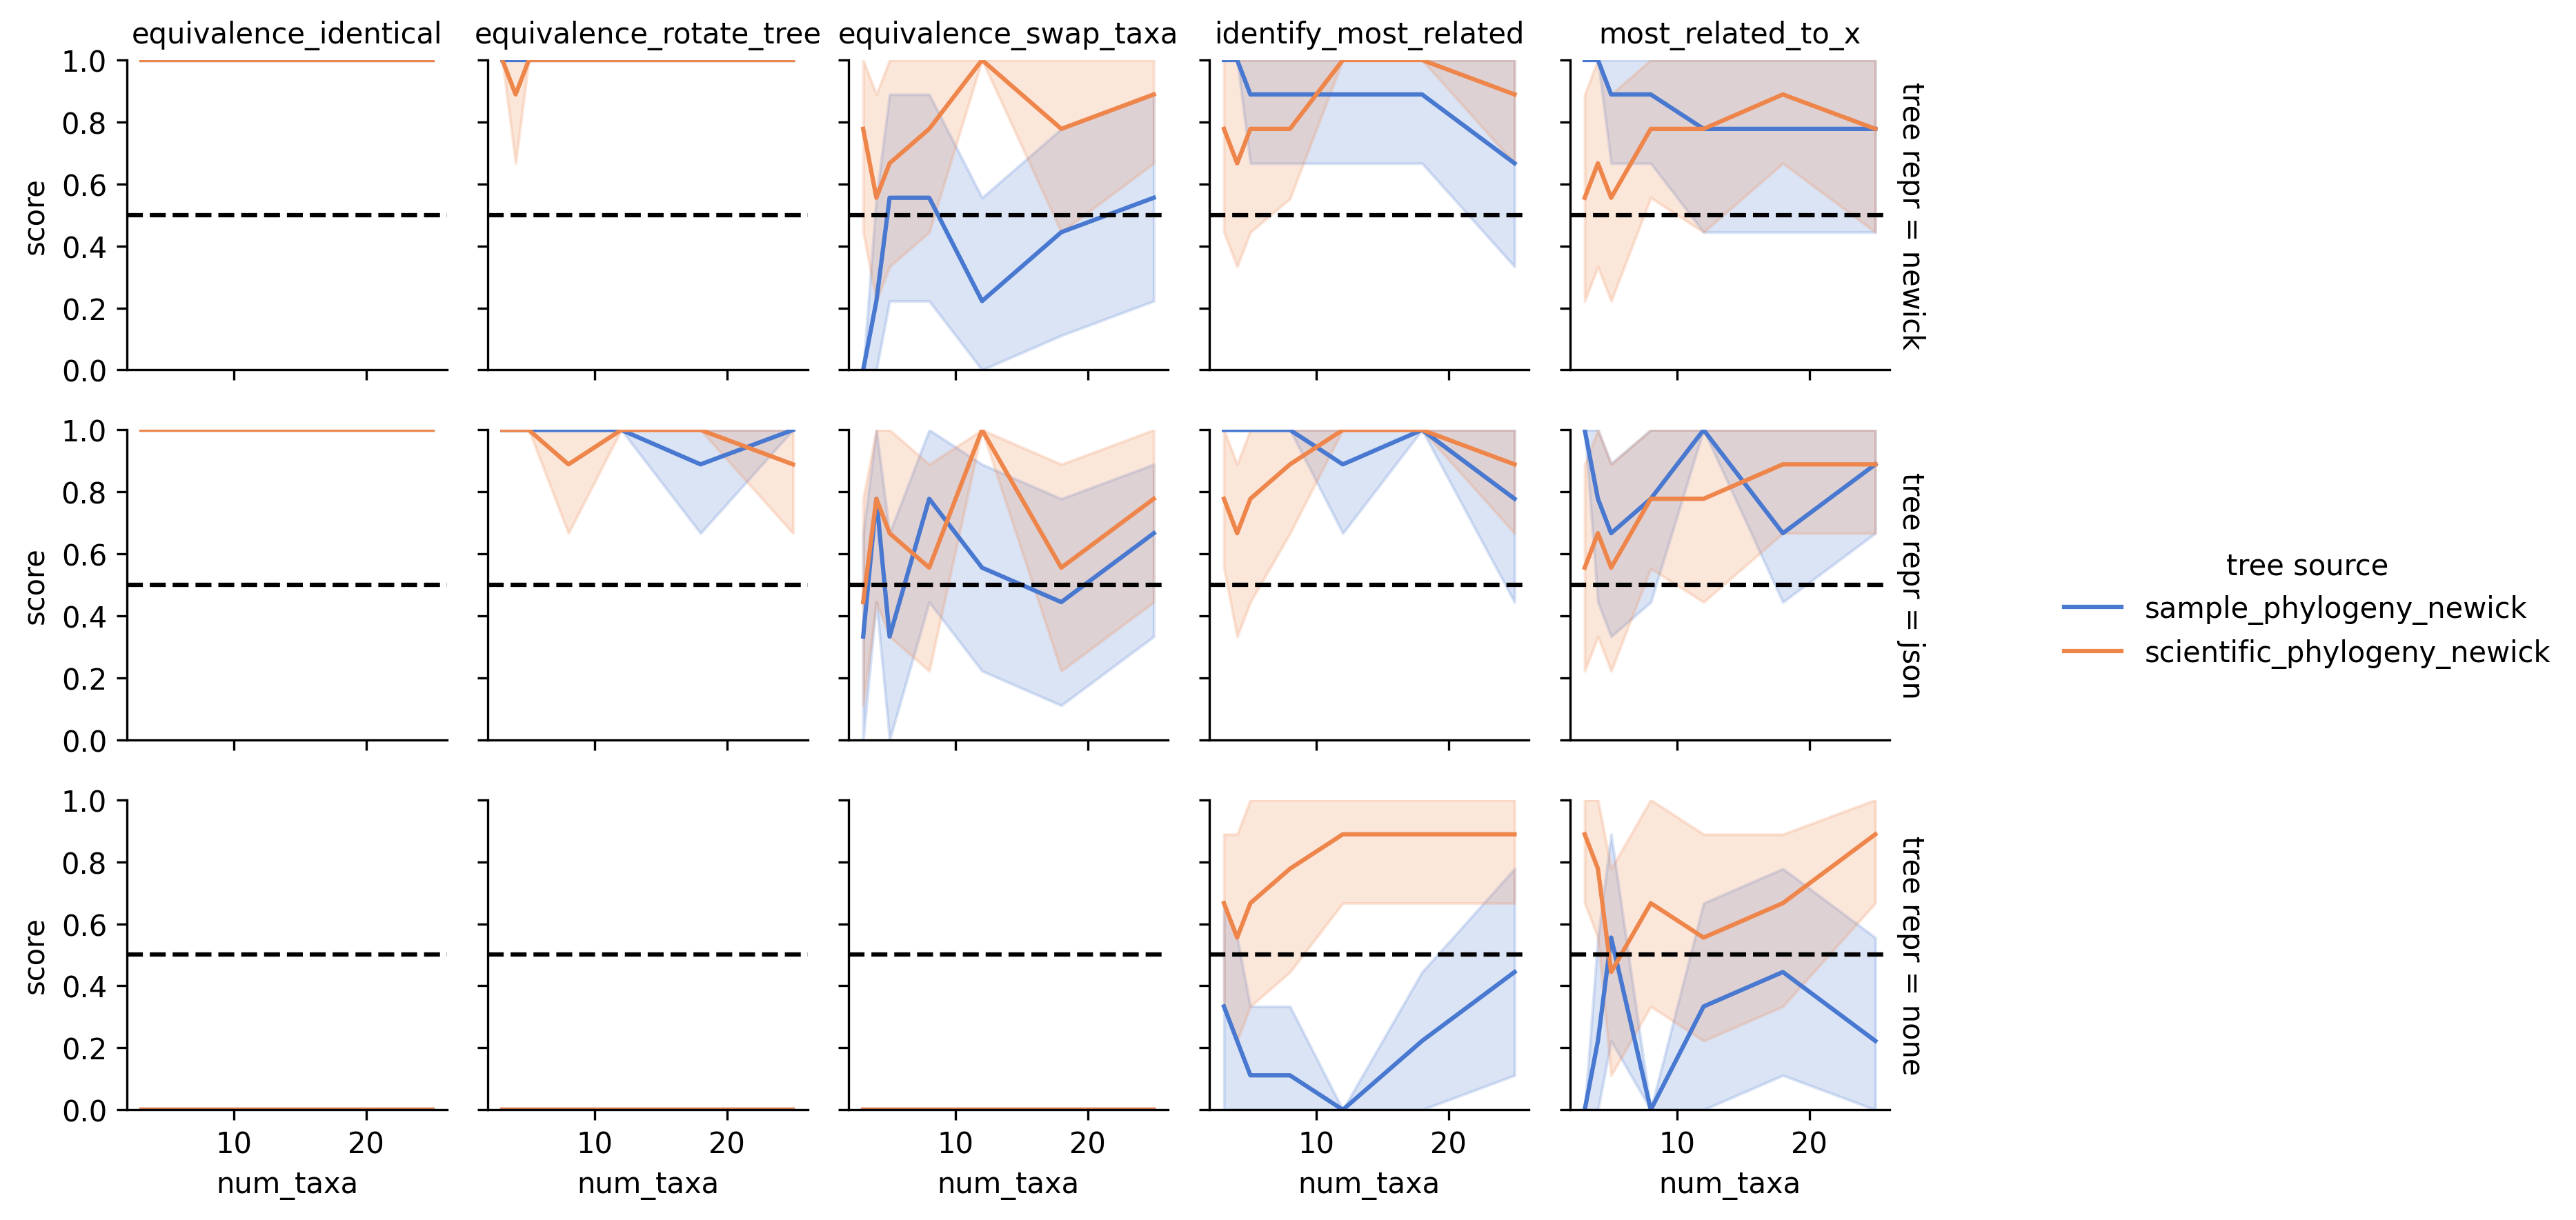 equivalence_identical equivalence_rotate_tree equivalence_swap_taxa identify_most_related most_related_to_x
1.0
0.8
0.6
0.4
0.2
0.0
score
tree repr = newick
1.0
0.8
0.6
0.4
0.2
0.0
score
tree repr = json
tree source
sample_phylogeny_newick
scientific_phylogeny_newick
1.0
0.8
0.6
0.4
0.2
0.0
score
tree repr = none
10 20 10 20 10 20 10 20 10 20
num_taxa num_taxa num_taxa num_taxa num_taxa